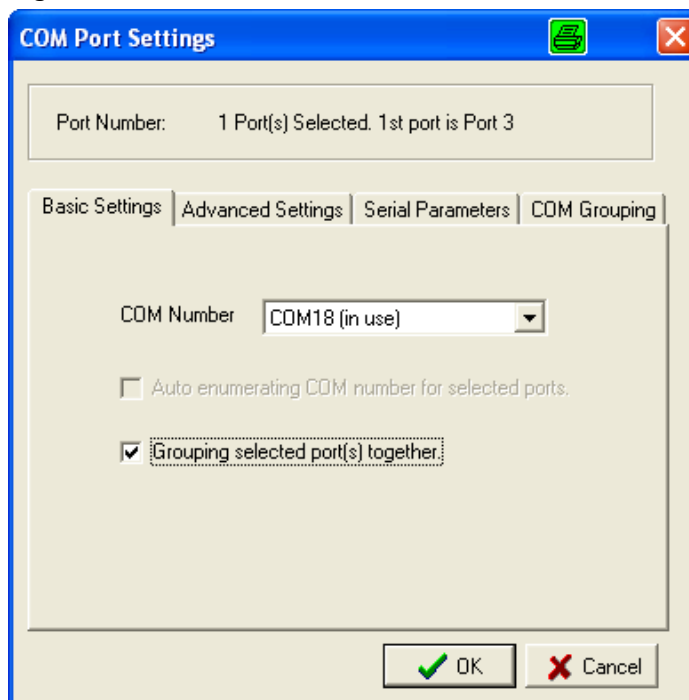 COM Port Settings
Port Number: 1 Port(s) Selected. 1st port is Port 3
Basic Settings Advanced Settings Serial Parameters COM Grouping
COM Number COM18 (in use)
Auto enumerating COM number for selected ports.
Grouping selected port(s) together.
OK Cancel